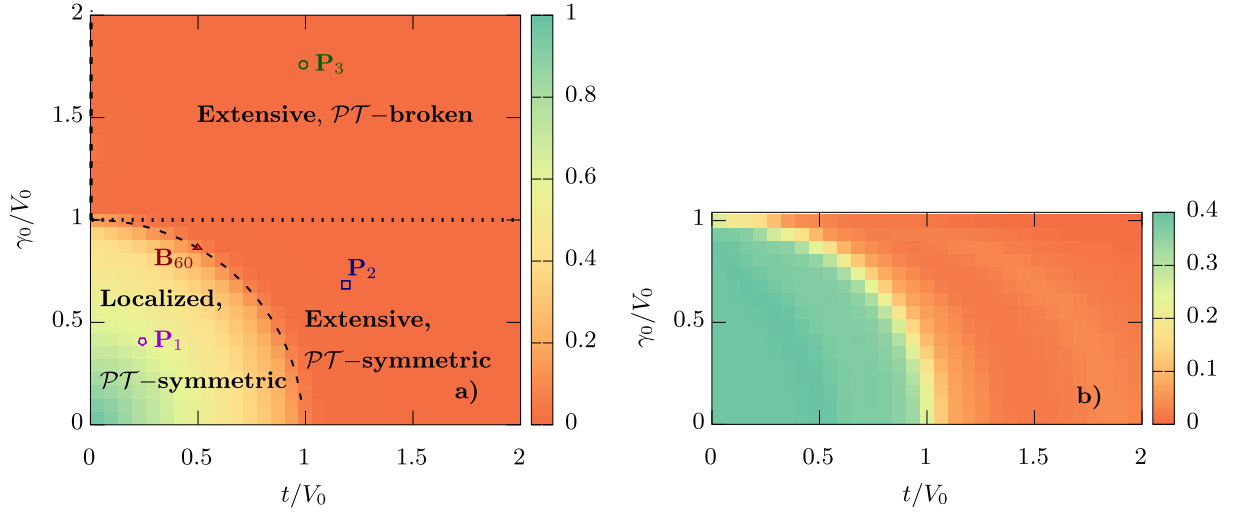 2
1.5
1
0.5
0
γ₀/V₀
P₃
Extensive, 𝒫𝒯−broken
B₆₀
P₂
Localized,
Extensive,
P₁
𝒫𝒯−symmetric
𝒫𝒯−symmetric
a)
0 0.5 1 1.5 2
t/V₀
1
0.8
0.6
0.4
0.2
0
1
0.5
0
γ₀/V₀
b)
0 0.5 1 1.5 2
t/V₀
0.4
0.3
0.2
0.1
0